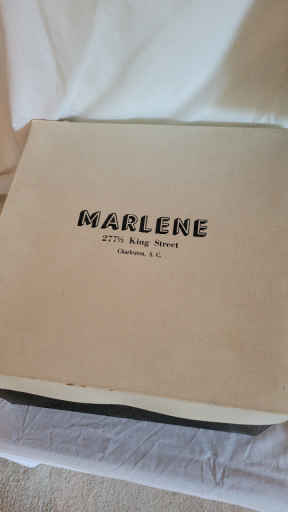 MARLENE
277½ King Street
Charleston, S. C.